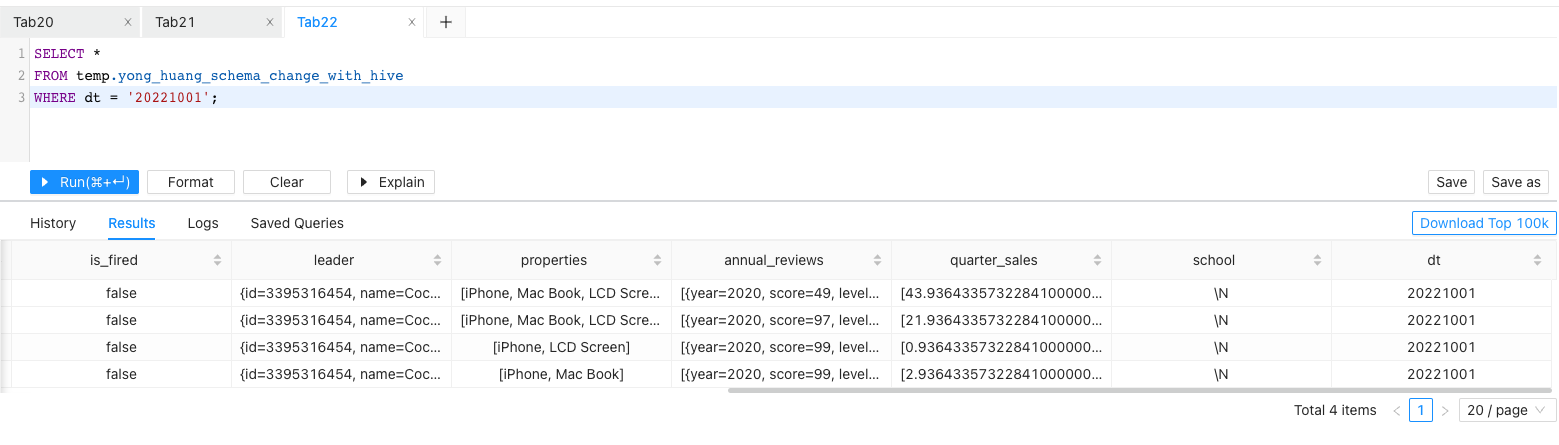 Tab20 x Tab21 x Tab22 x +
1 SELECT *
2 FROM temp.yong_huang_schema_change_with_hive
3 WHERE dt = '20221001';
Run(⌘+↵) Format Clear Explain Save Save as
History Results Logs Saved Queries Download Top 100k
is_fired leader properties annual_reviews quarter_sales school dt
false {id=3395316454, name=Coc... [iPhone, Mac Book, LCD Scre... [{year=2020, score=49, level... [43.9364335732284100000... \N 20221001
false {id=3395316454, name=Coc... [iPhone, Mac Book, LCD Scre... [{year=2020, score=97, level... [21.9364335732284100000... \N 20221001
false {id=3395316454, name=Coc... [iPhone, LCD Screen] [{year=2020, score=99, level... [0.93643357322841000000... \N 20221001
false {id=3395316454, name=Coc... [iPhone, Mac Book] [{year=2020, score=99, level... [2.93643357322841000000... \N 20221001
Total 4 items < 1 > 20 / page